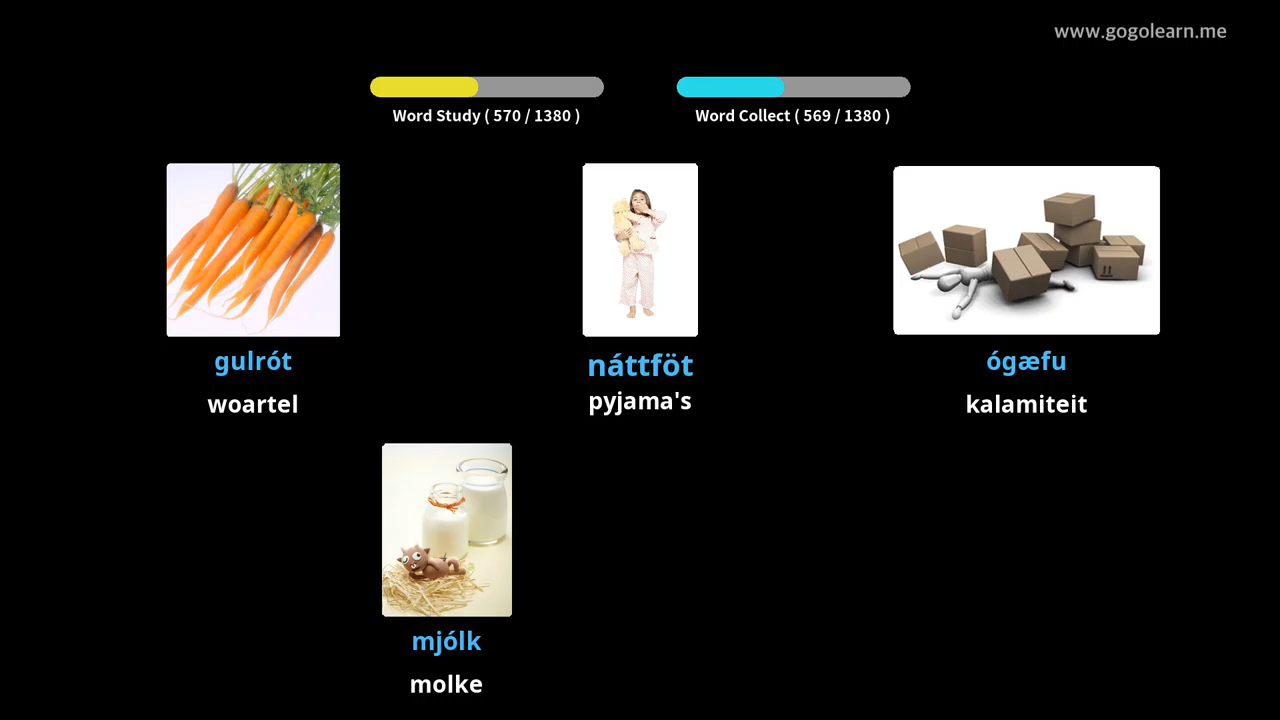 www.gogolearn.me
Word Study ( 570 / 1380 )
Word Collect ( 569 / 1380 )
gulrót
woartel
náttföt
pyjama's
ógæfu
kalamiteit
mjólk
molke